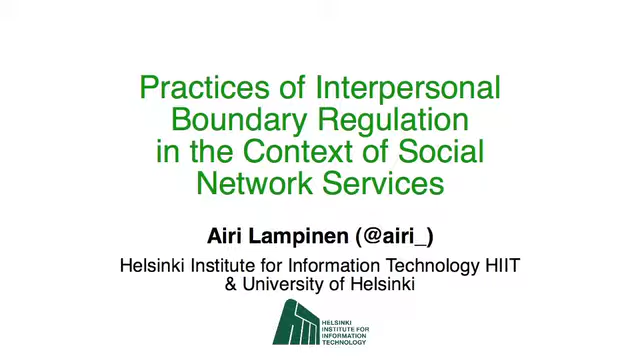 Practices of Interpersonal
Boundary Regulation
in the Context of Social
Network Services
Airi Lampinen (@airi_)
Helsinki Institute for Information Technology HIIT
& University of Helsinki
HELSINKI
INSTITUTE FOR
INFORMATION
TECHNOLOGY